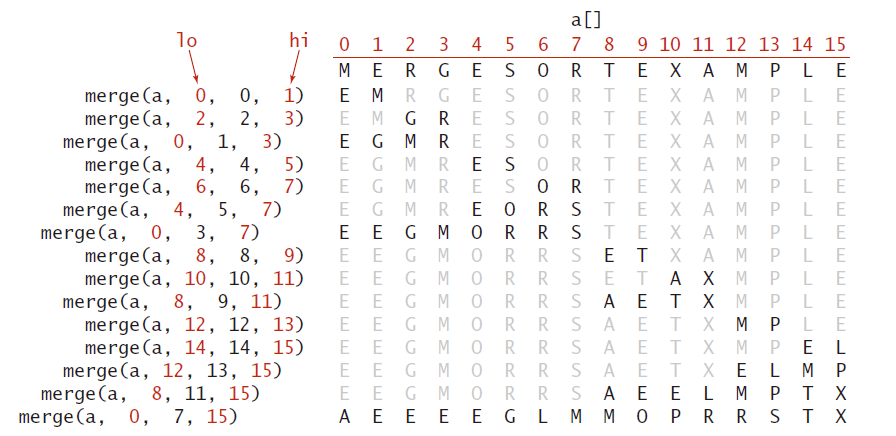 a[]
lo hi 0 1 2 3 4 5 6 7 8 9 10 11 12 13 14 15
M E R G E S O R T E X A M P L E
merge(a, 0, 0, 1) E M R G E S O R T E X A M P L E
merge(a, 2, 2, 3) E M G R E S O R T E X A M P L E
merge(a, 0, 1, 3) E G M R E S O R T E X A M P L E
merge(a, 4, 4, 5) E G M R E S O R T E X A M P L E
merge(a, 6, 6, 7) E G M R E S O R T E X A M P L E
merge(a, 4, 5, 7) E G M R E O R S T E X A M P L E
merge(a, 0, 3, 7) E E G M O R R S T E X A M P L E
merge(a, 8, 8, 9) E E G M O R R S E T X A M P L E
merge(a, 10, 10, 11) E E G M O R R S E T A X M P L E
merge(a, 8, 9, 11) E E G M O R R S A E T X M P L E
merge(a, 12, 12, 13) E E G M O R R S A E T X M P L E
merge(a, 14, 14, 15) E E G M O R R S A E T X M P E L
merge(a, 12, 13, 15) E E G M O R R S A E T X E L M P
merge(a, 8, 11, 15) E E G M O R R S A E E L M P T X
merge(a, 0, 7, 15) A E E E E G L M M O P R R S T X